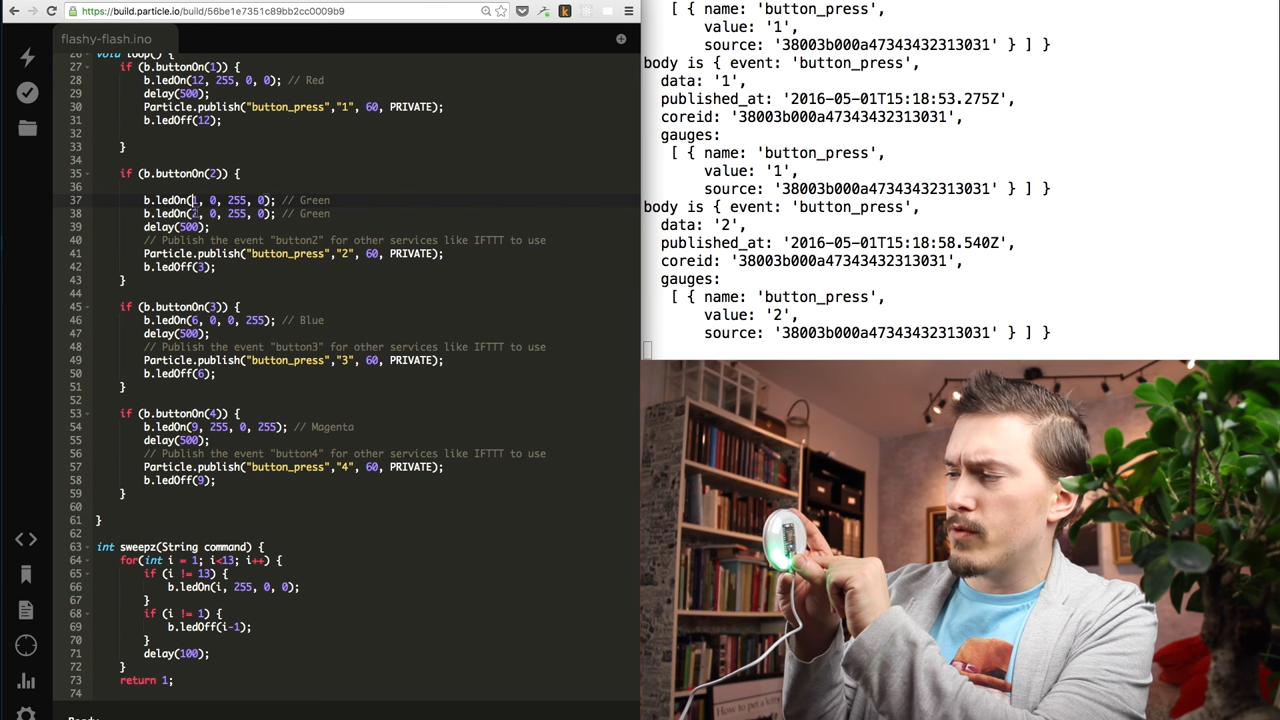 https://build.particle.io/build/56be1e7351c89bb2cc0009b9
flashy-flash.ino
26 void loop() {
27 if (b.buttonOn(1)) {
28 b.ledOn(12, 255, 0, 0); // Red
29 delay(500);
30 Particle.publish("button_press","1", 60, PRIVATE);
31 b.ledOff(12);
32
33 }
34
35 if (b.buttonOn(2)) {
36
37 b.ledOn(1, 0, 255, 0); // Green
38 b.ledOn(2, 0, 255, 0); // Green
39 delay(500);
40 // Publish the event "button2" for other services like IFTTT to use
41 Particle.publish("button_press","2", 60, PRIVATE);
42 b.ledOff(3);
43 }
44
45 if (b.buttonOn(3)) {
46 b.ledOn(6, 0, 0, 255); // Blue
47 delay(500);
48 // Publish the event "button3" for other services like IFTTT to use
49 Particle.publish("button_press","3", 60, PRIVATE);
50 b.ledOff(6);
51 }
52
53 if (b.buttonOn(4)) {
54 b.ledOn(9, 255, 0, 255); // Magenta
55 delay(500);
56 // Publish the event "button4" for other services like IFTTT to use
57 Particle.publish("button_press","4", 60, PRIVATE);
58 b.ledOff(9);
59 }
60
61 }
62
63 int sweepz(String command) {
64 for(int i = 1; i<13; i++) {
65 if (i != 13) {
66 b.ledOn(i, 255, 0, 0);
67 }
68 if (i != 1) {
69 b.ledOff(i-1);
70 }
71 delay(100);
72 }
73 return 1;
74
[ { name: 'button_press',
value: '1',
source: '38003b000a47343432313031' } ] }
body is { event: 'button_press',
data: '1',
published_at: '2016-05-01T15:18:53.275Z',
coreid: '38003b000a47343432313031',
gauges:
[ { name: 'button_press',
value: '1',
source: '38003b000a47343432313031' } ] }
body is { event: 'button_press',
data: '2',
published_at: '2016-05-01T15:18:58.540Z',
coreid: '38003b000a47343432313031',
gauges:
[ { name: 'button_press',
value: '2',
source: '38003b000a47343432313031' } ] }